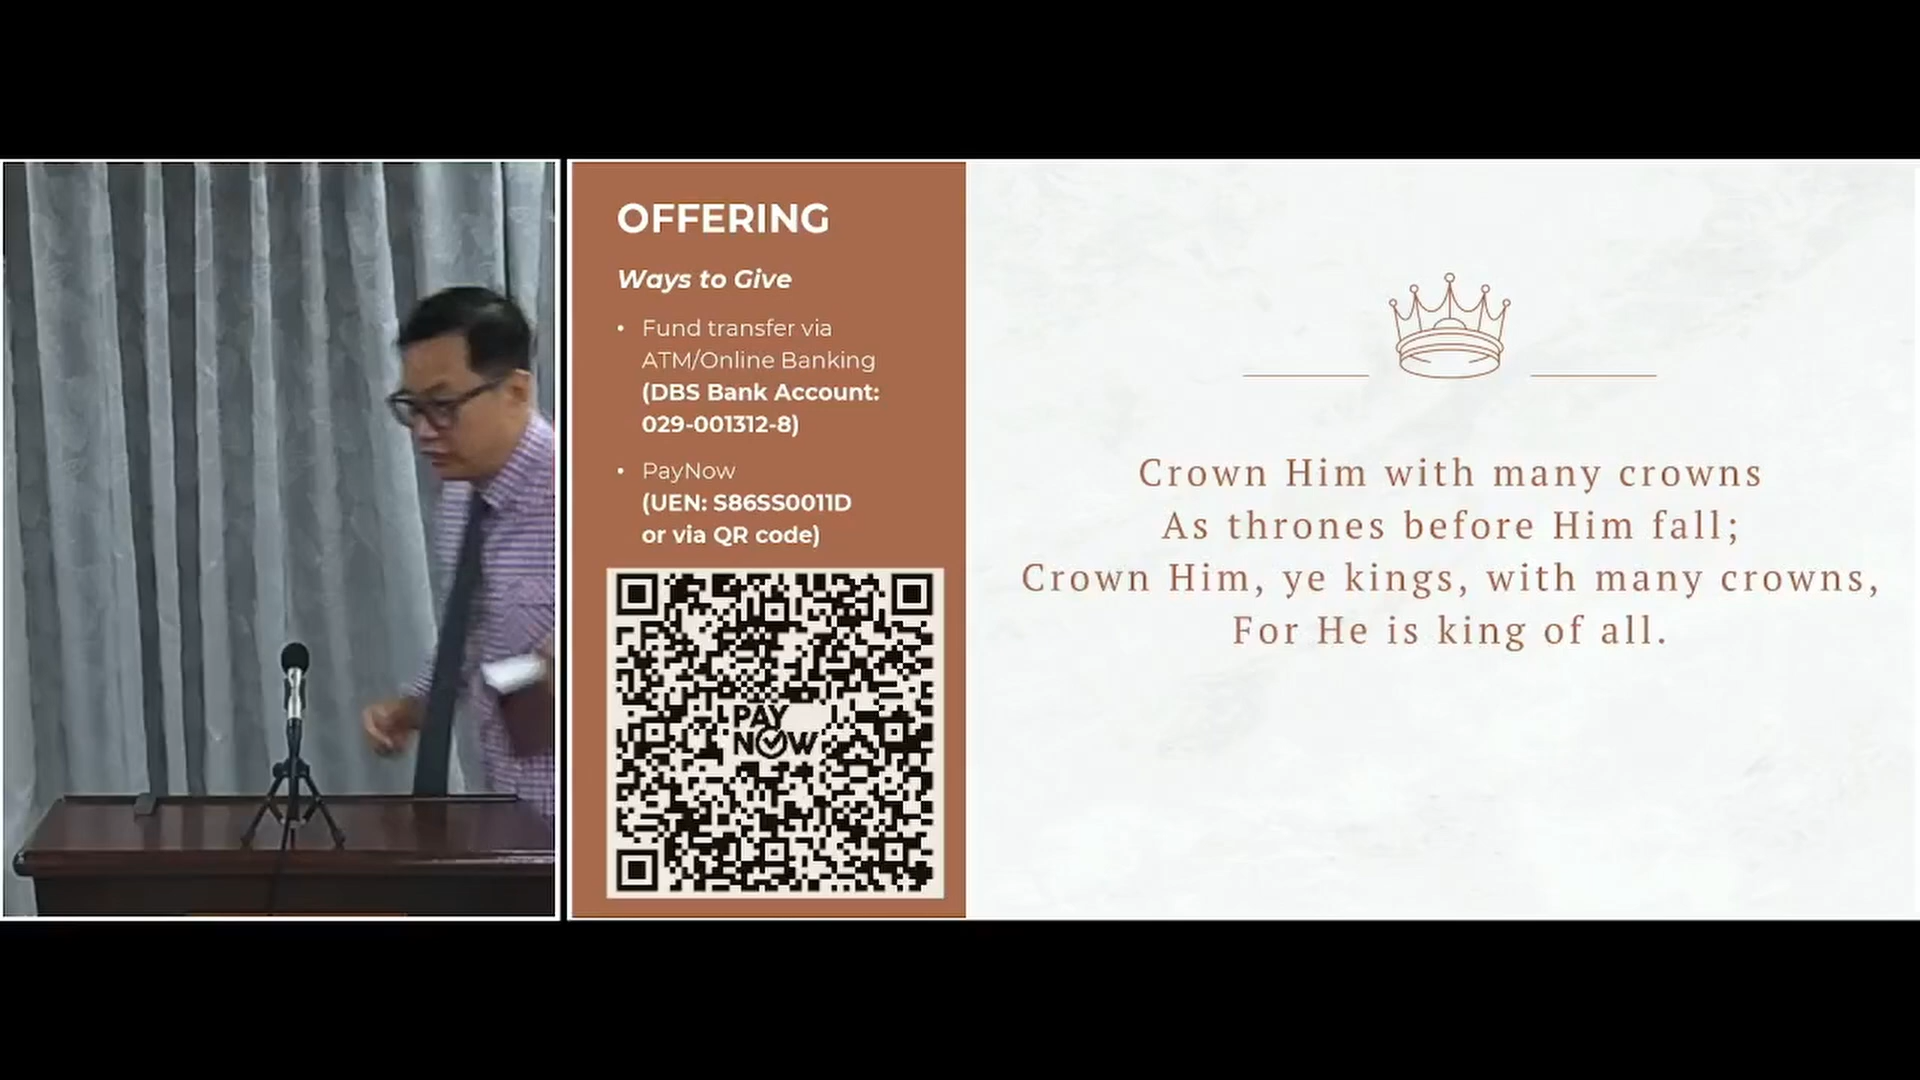 OFFERING
Ways to Give
• Fund transfer via
ATM/Online Banking
(DBS Bank Account:
029-001312-8)
• PayNow
(UEN: S86SS0011D
or via QR code)
PAY
NOW
Crown Him with many crowns
As thrones before Him fall;
Crown Him, ye kings, with many crowns,
For He is king of all.